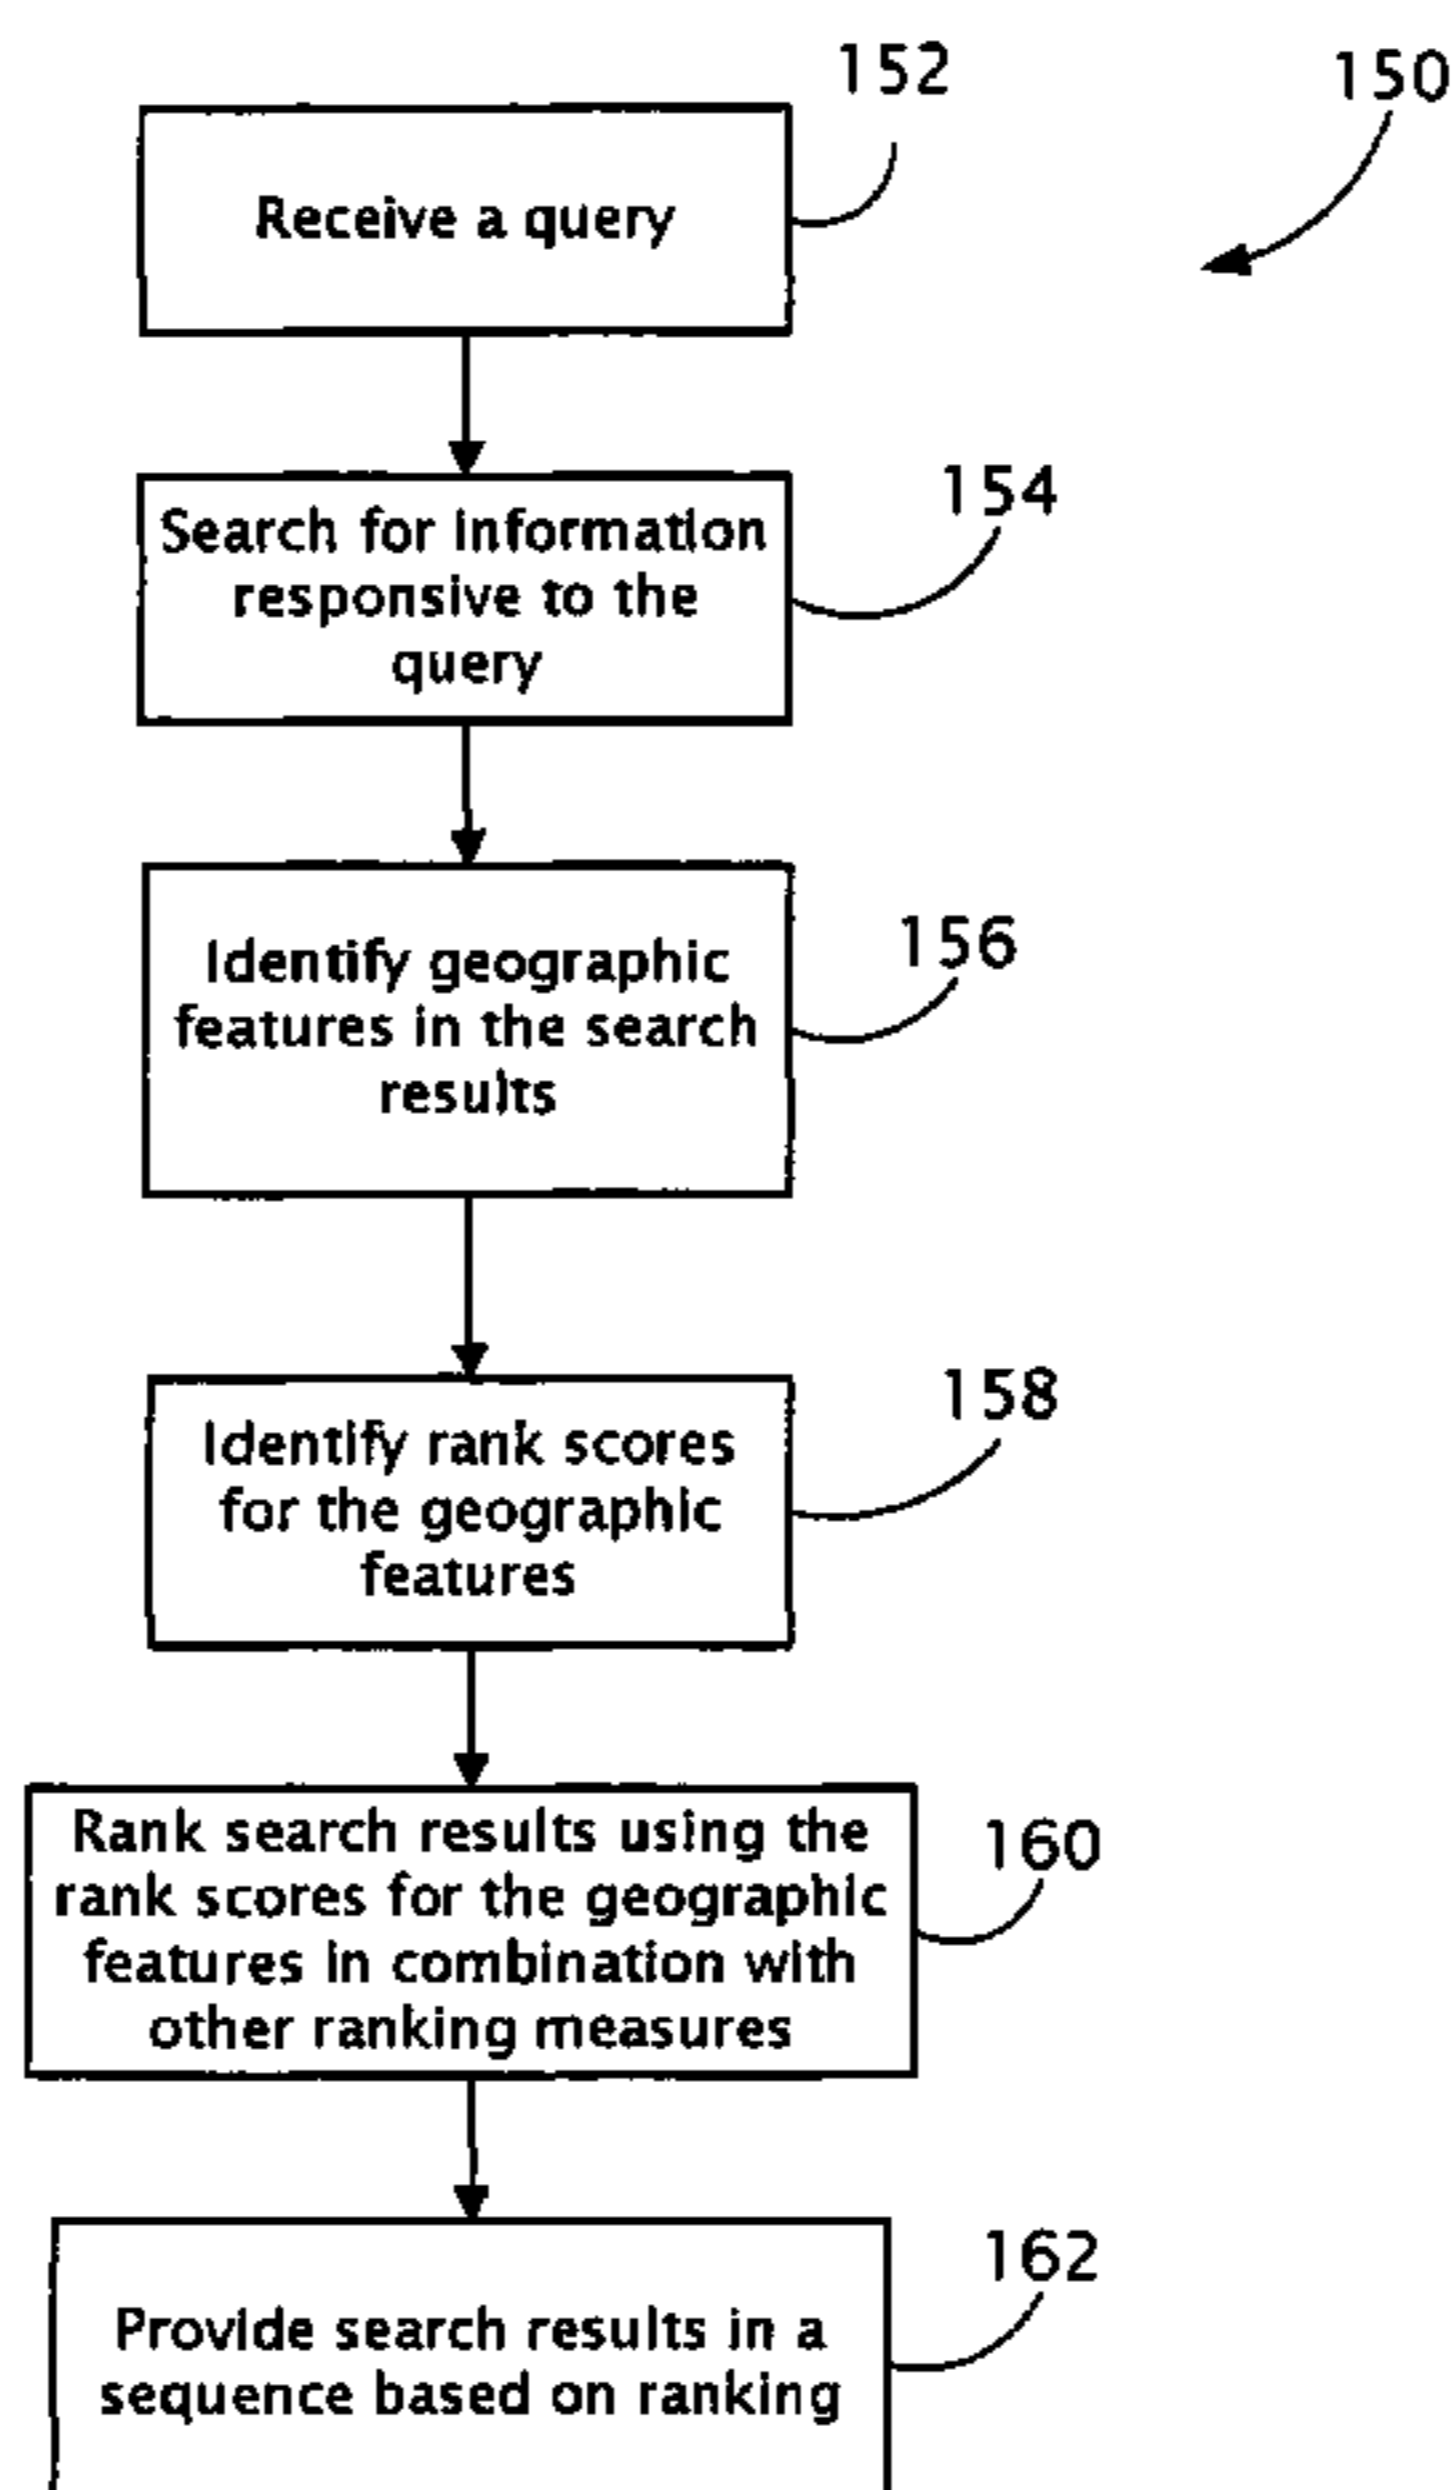 152
150
Receive a query
154
Search for information
responsive to the
query
156
Identify geographic
features in the search
results
158
Identify rank scores
for the geographic
features
160
Rank search results using the
rank scores for the geographic
features in combination with
other ranking measures
162
Provide search results in a
sequence based on ranking